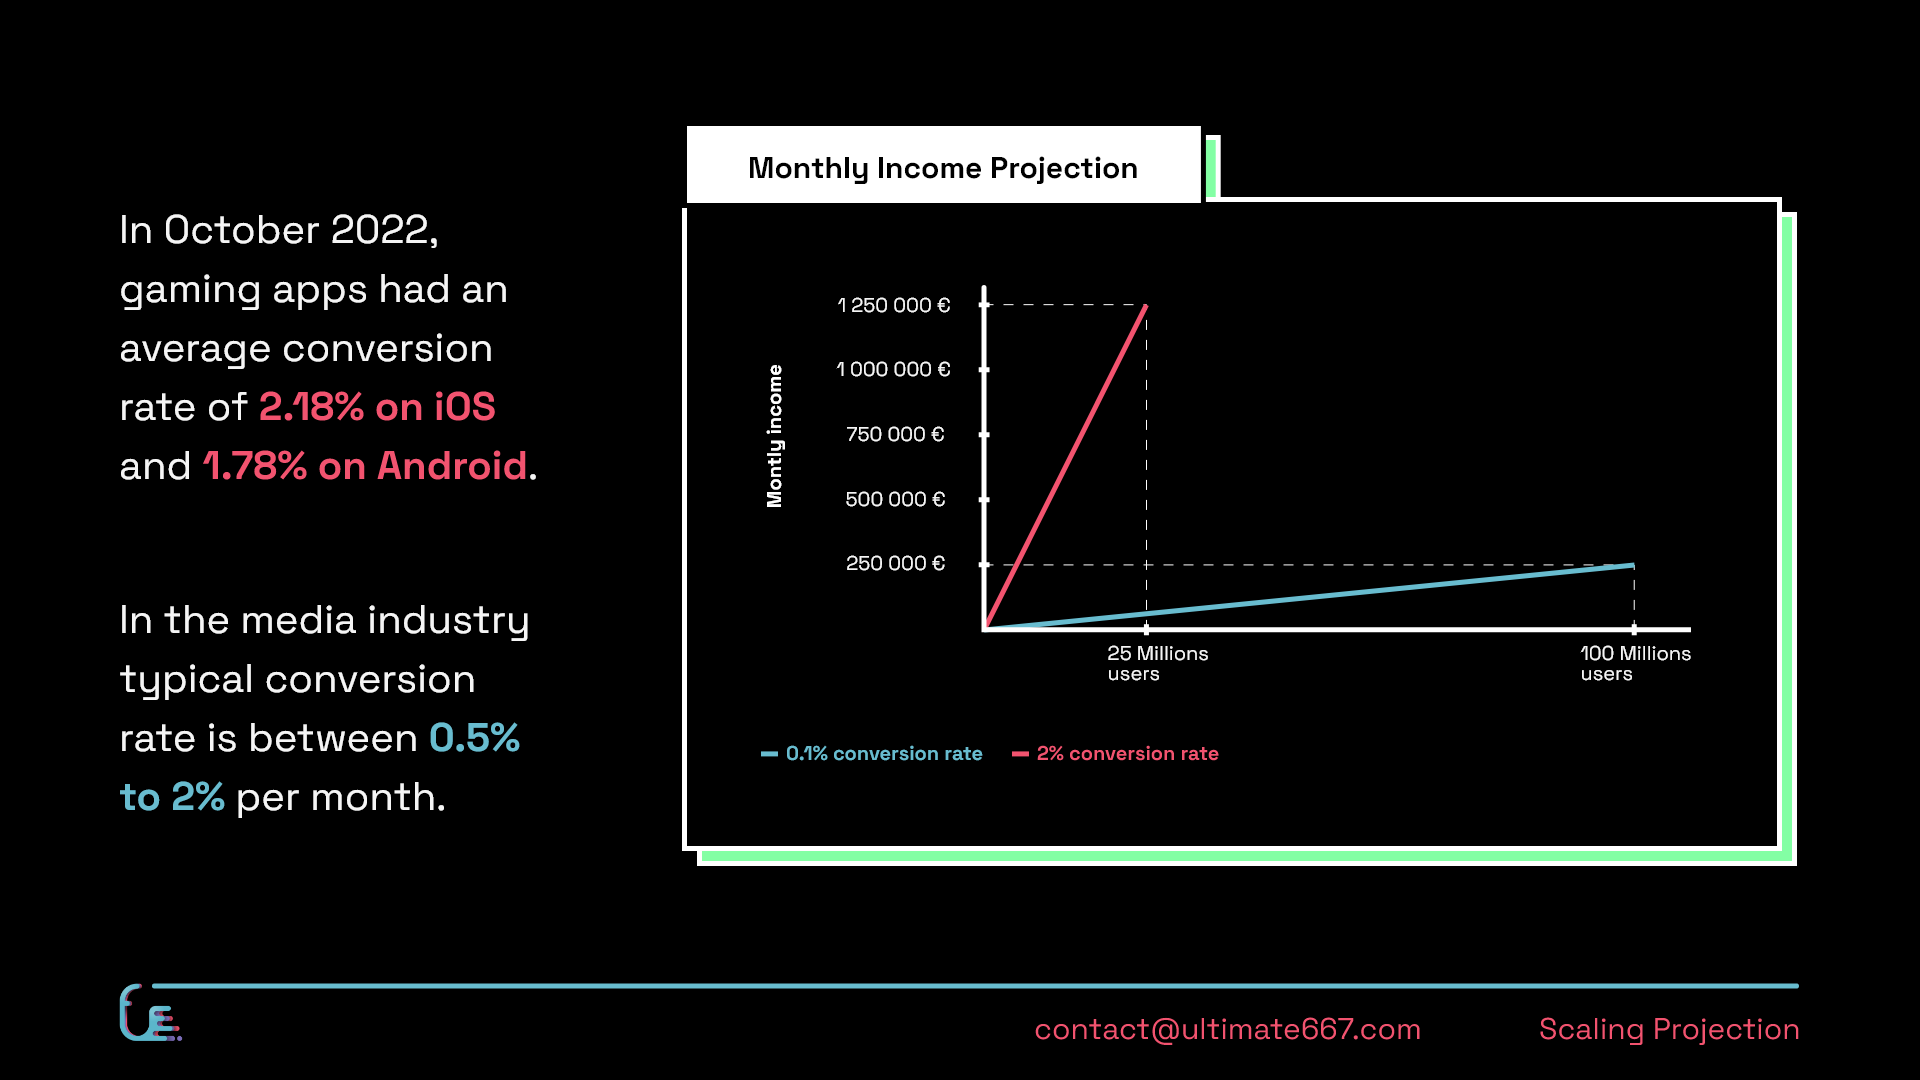 In October 2022,
gaming apps had an
average conversion
rate of 2.18% on iOS
and 1.78% on Android.
In the media industry
typical conversion
rate is between 0.5%
to 2% per month.
Monthly Income Projection
Montly income
1 250 000 €
1 000 000 €
750 000 €
500 000 €
250 000 €
25 Millions
users
100 Millions
users
0.1% conversion rate
2% conversion rate
contact@ultimate667.com
Scaling Projection